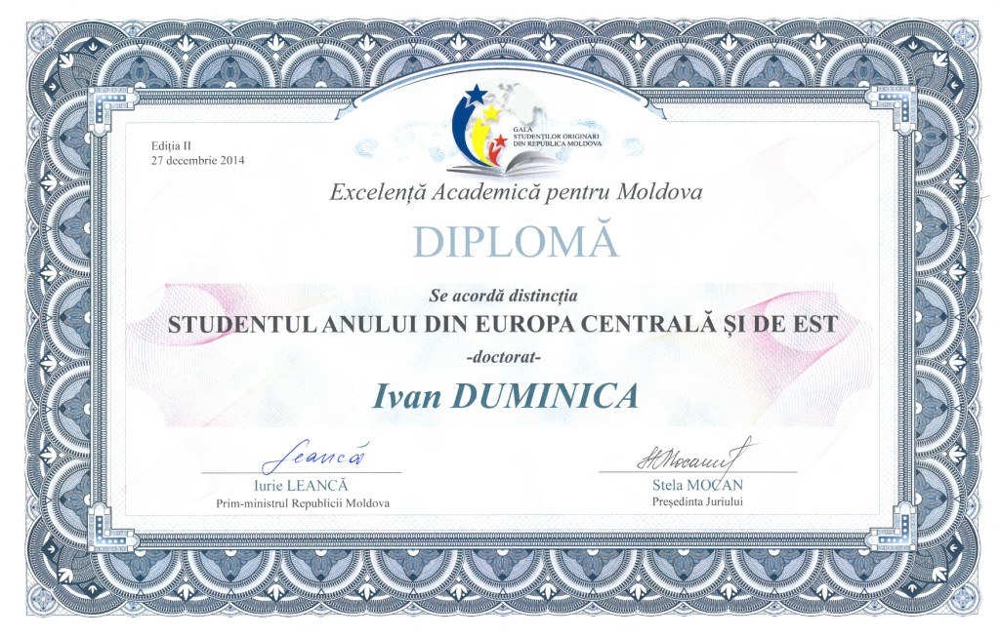 GALA
STUDENȚILOR ORIGINARI
DIN REPUBLICA MOLDOVA
Ediția II
27 decembrie 2014
Excelență Academică pentru Moldova
DIPLOMĂ
Se acordă distincția
STUDENTUL ANULUI DIN EUROPA CENTRALĂ ȘI DE EST
-doctorat-
Ivan DUMINICA
Leancă
StMocanu
Iurie LEANCĂ
Stela MOCAN
Prim-ministrul Republicii Moldova
Președinta Juriului